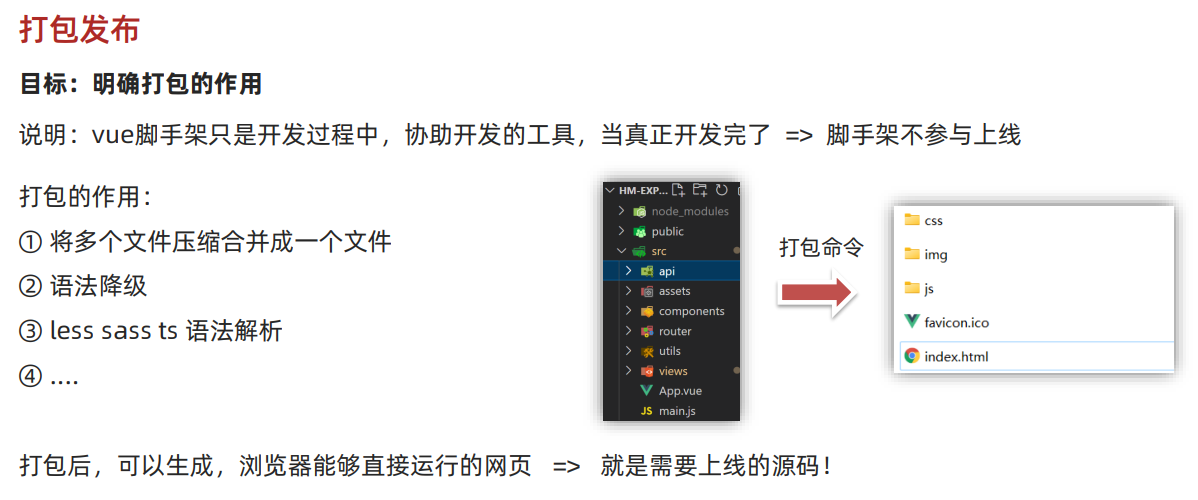 打包发布
目标：明确打包的作用
说明：vue脚手架只是开发过程中，协助开发的工具，当真正开发完了 => 脚手架不参与上线
打包的作用：
① 将多个文件压缩合并成一个文件
② 语法降级
③ less sass ts 语法解析
④ ....
HM-EXP...
node_modules
public
src
api
assets
components
router
utils
views
App.vue
JS main.js
打包命令
css
img
js
favicon.ico
index.html
打包后，可以生成，浏览器能够直接运行的网页 => 就是需要上线的源码！